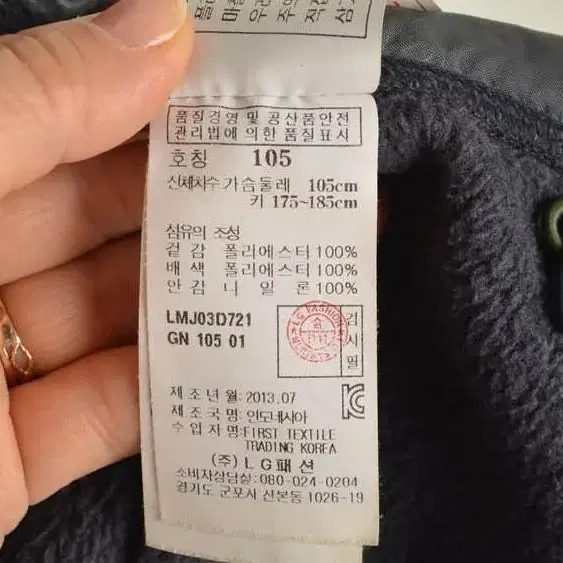 품질경영 및 공산품안전
관리법에 의한 품질표시
호칭 105
신체치수 가슴둘레 105cm
키 175~185cm
섬유의 조성
겉감 폴리에스터 100%
배색 폴리에스터 100%
안감 나일론 100%
LMJ03D721
GN 105 01
LG FASHION
검
시
필
제조년월: 2013.07
제조국명: 인도네시아
수입자명: FIRST TEXTILE
TRADING KOREA
(주) LG패션
소비자상담실: 080-024-0204
경기도 군포시 산본동 1026-19